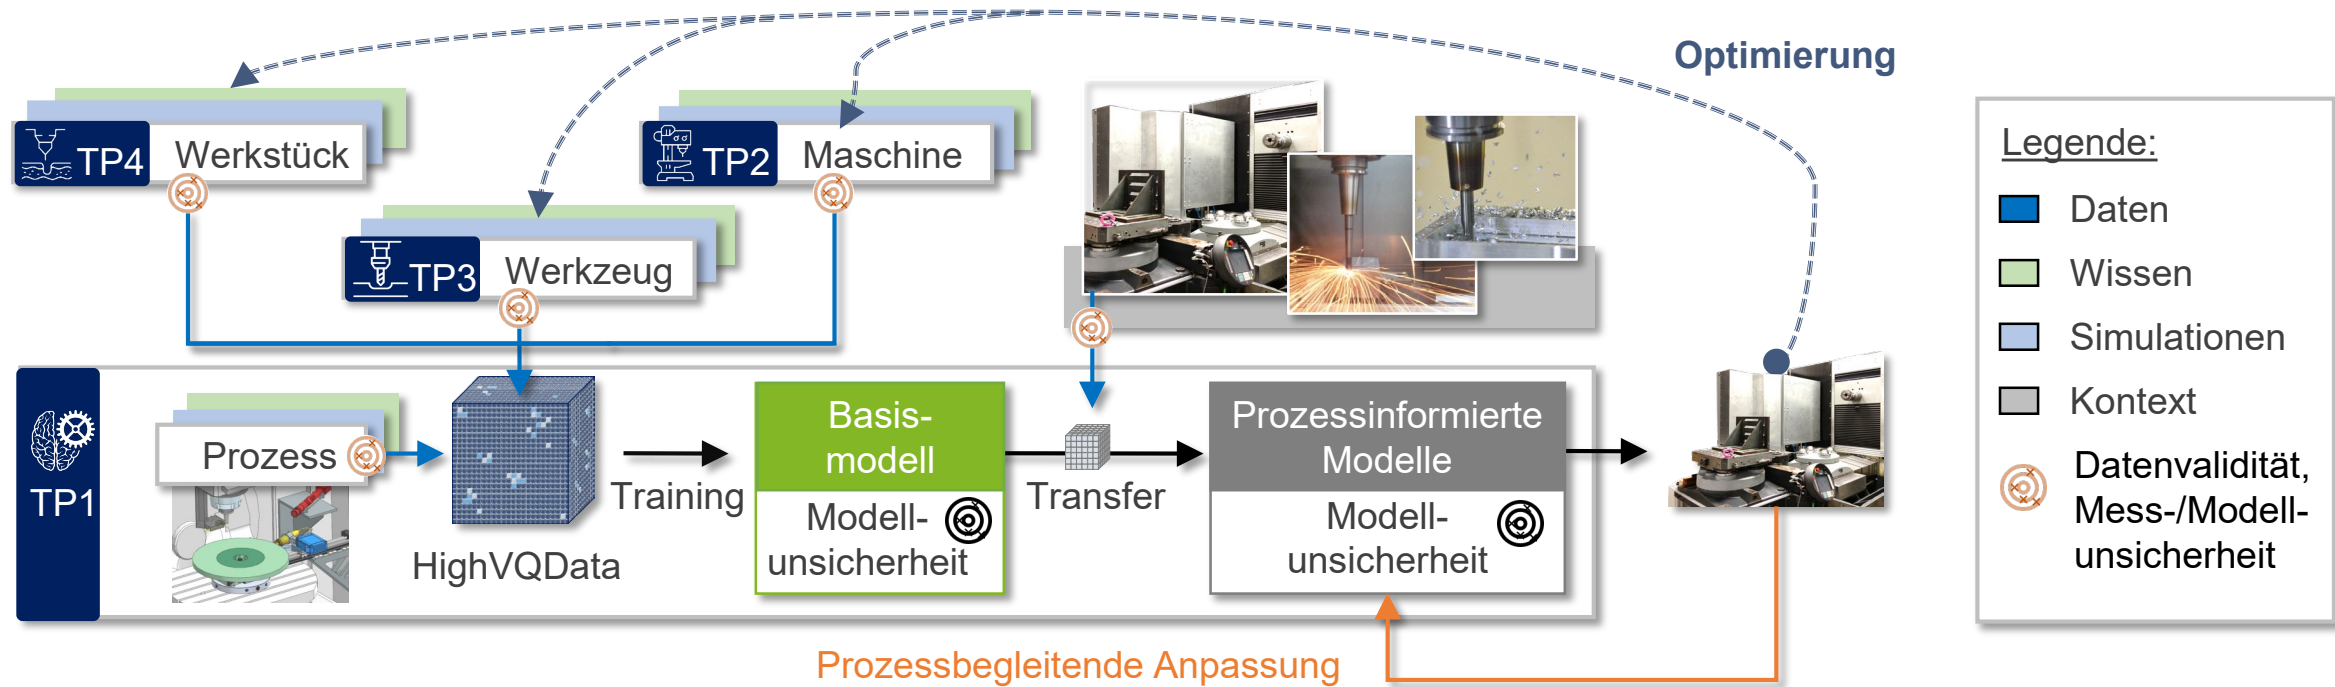 Optimierung
TP4 Werkstück
TP2 Maschine
TP3 Werkzeug
Legende:
Daten
Wissen
Simulationen
Kontext
Datenvalidität,
Mess-/Modell-
unsicherheit
TP1
Prozess
HighVQData
Training
Basis-
modell
Modell-
unsicherheit
Transfer
Prozessinformierte
Modelle
Modell-
unsicherheit
Prozessbegleitende Anpassung